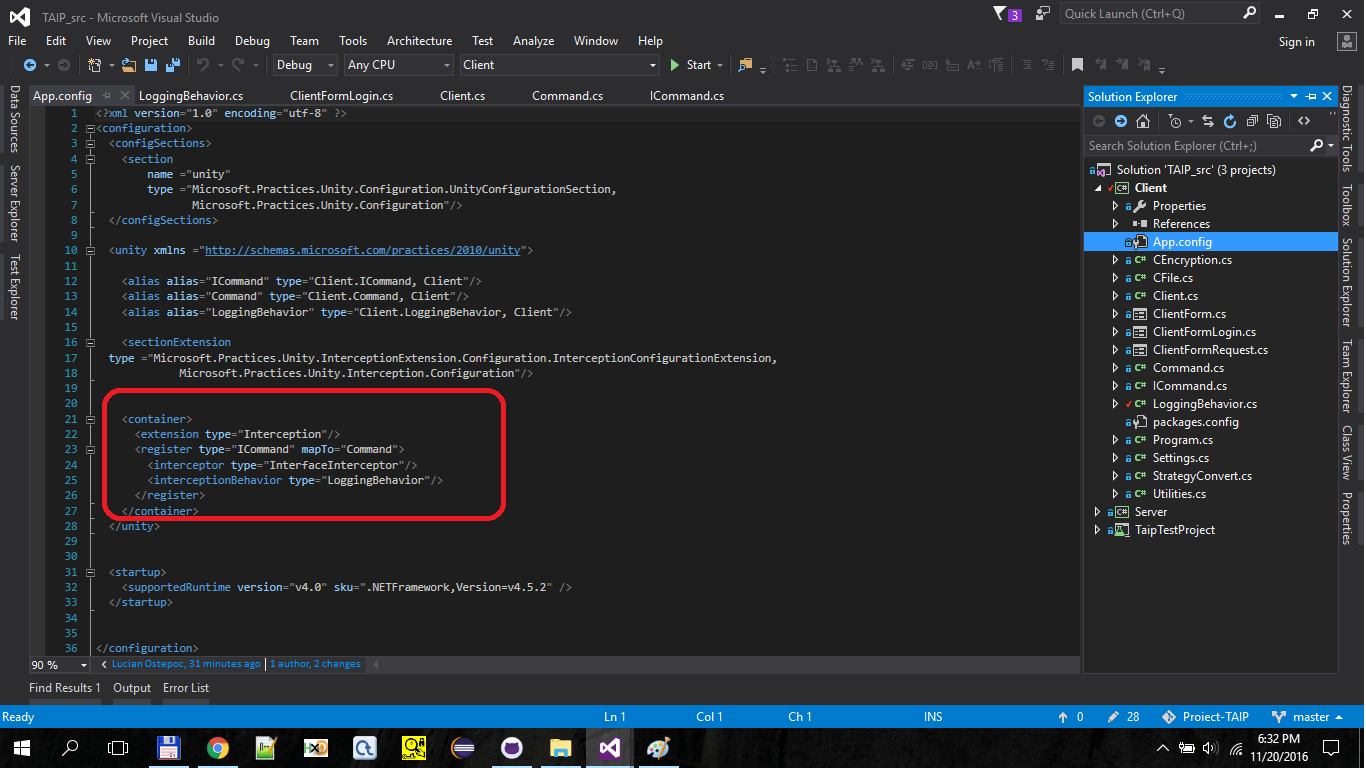 TAIP_src - Microsoft Visual Studio
3
Quick Launch (Ctrl+Q)
File Edit View Project Build Debug Team Tools Architecture Test Analyze Window Help
Sign in
Debug Any CPU Client Start
App.config LoggingBehavior.cs ClientFormLogin.cs Client.cs Command.cs ICommand.cs
Data Sources
Server Explorer
Test Explorer
1 <?xml version="1.0" encoding="utf-8" ?>
2 <configuration>
3 <configSections>
4 <section
5 name ="unity"
6 type ="Microsoft.Practices.Unity.Configuration.UnityConfigurationSection,
7 Microsoft.Practices.Unity.Configuration"/>
8 </configSections>
9
10 <unity xmlns ="http://schemas.microsoft.com/practices/2010/unity">
11
12 <alias alias="ICommand" type="Client.ICommand, Client"/>
13 <alias alias="Command" type="Client.Command, Client"/>
14 <alias alias="LoggingBehavior" type="Client.LoggingBehavior, Client"/>
15
16 <sectionExtension
17 type ="Microsoft.Practices.Unity.InterceptionExtension.Configuration.InterceptionConfigurationExtension,
18 Microsoft.Practices.Unity.Interception.Configuration"/>
19
20
21 <container>
22 <extension type="Interception"/>
23 <register type="ICommand" mapTo="Command">
24 <interceptor type="InterfaceInterceptor"/>
25 <interceptionBehavior type="LoggingBehavior"/>
26 </register>
27 </container>
28 </unity>
29
30
31 <startup>
32 <supportedRuntime version="v4.0" sku=".NETFramework,Version=v4.5.2" />
33 </startup>
34
35
36 </configuration>
90 % Lucian Ostepoc, 31 minutes ago | 1 author, 2 changes
Solution Explorer
Search Solution Explorer (Ctrl+;)
Solution 'TAIP_src' (3 projects)
Client
Properties
References
App.config
CEncryption.cs
CFile.cs
Client.cs
ClientForm.cs
ClientFormLogin.cs
ClientFormRequest.cs
Command.cs
ICommand.cs
LoggingBehavior.cs
packages.config
Program.cs
Settings.cs
StrategyConvert.cs
Utilities.cs
Server
TaipTestProject
Diagnostic Tools
Toolbox
Solution Explorer
Team Explorer
Class View
Properties
Find Results 1 Output Error List
Ready Ln 1 Col 1 Ch 1 INS 0 28 Proiect-TAIP master
6:32 PM
11/20/2016